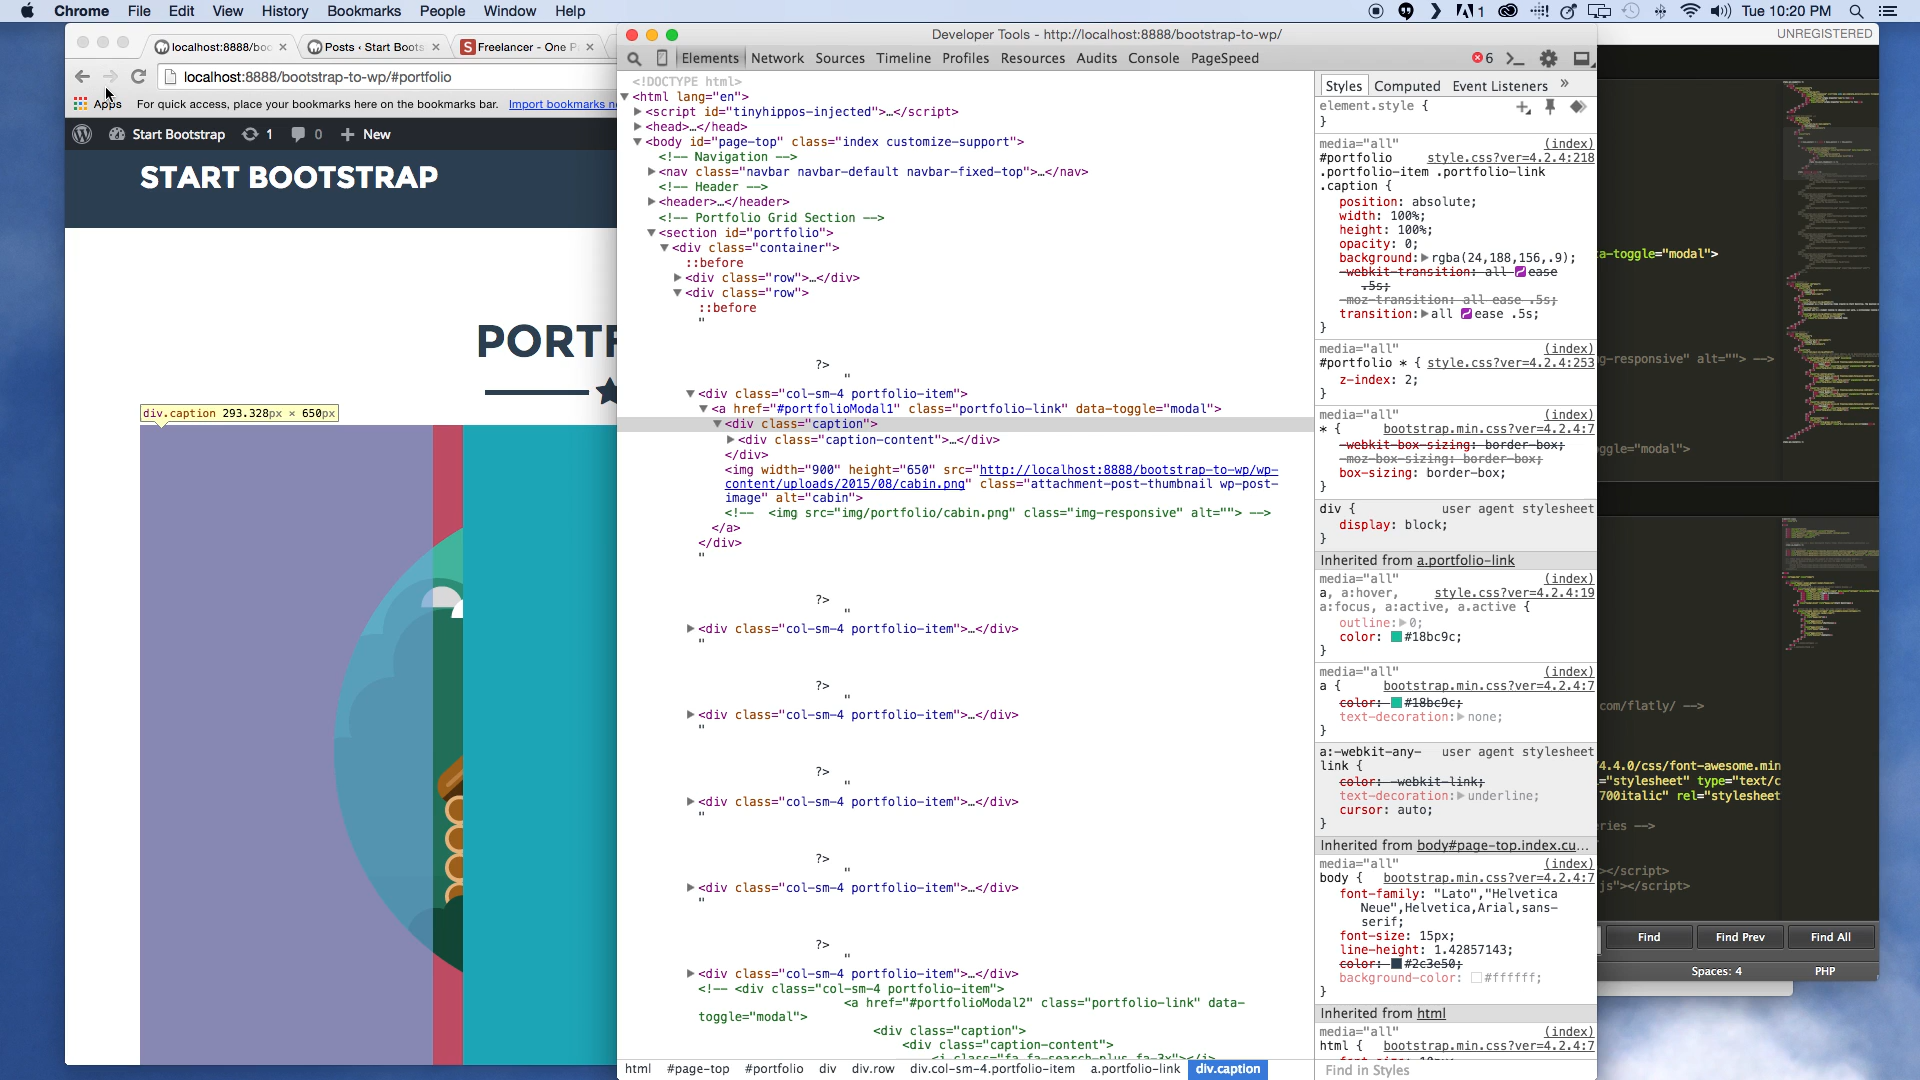 Chrome File Edit View History Bookmarks People Window Help
1 Tue 10:20 PM
localhost:8888/boo
Posts ‹ Start Boots
Freelancer - One P
localhost:8888/bootstrap-to-wp/#portfolio
Apps For quick access, place your bookmarks here on the bookmarks bar. Import bookmarks n
Start Bootstrap 1 0 New
START BOOTSTRAP
PORTF
div.caption 293.328px × 650px
Developer Tools - http://localhost:8888/bootstrap-to-wp/
Elements Network Sources Timeline Profiles Resources Audits Console PageSpeed 6
<!DOCTYPE html>
<html lang="en">
<script id="tinyhippos-injected">…</script>
<head>…</head>
<body id="page-top" class="index customize-support">
<!-- Navigation -->
<nav class="navbar navbar-default navbar-fixed-top">…</nav>
<!-- Header -->
<header>…</header>
<!-- Portfolio Grid Section -->
<section id="portfolio">
<div class="container">
::before
<div class="row">…</div>
<div class="row">
::before
"
?>
"
<div class="col-sm-4 portfolio-item">
<a href="#portfolioModal1" class="portfolio-link" data-toggle="modal">
<div class="caption">
<div class="caption-content">…</div>
</div>
<img width="900" height="650" src="http://localhost:8888/bootstrap-to-wp/wp-
content/uploads/2015/08/cabin.png" class="attachment-post-thumbnail wp-post-
image" alt="cabin">
<!-- <img src="img/portfolio/cabin.png" class="img-responsive" alt=""> -->
</a>
</div>
"
?>
"
<div class="col-sm-4 portfolio-item">…</div>
"
?>
"
<div class="col-sm-4 portfolio-item">…</div>
"
?>
"
<div class="col-sm-4 portfolio-item">…</div>
"
?>
"
<div class="col-sm-4 portfolio-item">…</div>
"
?>
"
<div class="col-sm-4 portfolio-item">…</div>
<!-- <div class="col-sm-4 portfolio-item">
<a href="#portfolioModal2" class="portfolio-link" data-
toggle="modal">
<div class="caption">
<div class="caption-content">
<i class="fa fa-search-plus fa-3x"></i>
html #page-top #portfolio div div.row div.col-sm-4.portfolio-item a.portfolio-link div.caption
Styles Computed Event Listeners »
element.style {
}
media="all" (index)
#portfolio style.css?ver=4.2.4:218
.portfolio-item .portfolio-link
.caption {
position: absolute;
width: 100%;
height: 100%;
opacity: 0;
background: rgba(24,188,156,.9);
-webkit-transition: all ease
.5s;
-moz-transition: all ease .5s;
transition: all ease .5s;
}
media="all" (index)
#portfolio * { style.css?ver=4.2.4:253
z-index: 2;
}
media="all" (index)
* { bootstrap.min.css?ver=4.2.4:7
-webkit-box-sizing: border-box;
-moz-box-sizing: border-box;
box-sizing: border-box;
}
div { user agent stylesheet
display: block;
}
Inherited from a.portfolio-link
media="all" (index)
a, a:hover, style.css?ver=4.2.4:19
a:focus, a:active, a.active {
outline: 0;
color: #18bc9c;
}
media="all" (index)
a { bootstrap.min.css?ver=4.2.4:7
color: #18bc9c;
text-decoration: none;
}
a:-webkit-any- user agent stylesheet
link {
color: -webkit-link;
text-decoration: underline;
cursor: auto;
}
Inherited from body#page-top.index.cu…
media="all" (index)
body { bootstrap.min.css?ver=4.2.4:7
font-family: "Lato","Helvetica
Neue",Helvetica,Arial,sans-
serif;
font-size: 15px;
line-height: 1.42857143;
color: #2c3e50;
background-color: #ffffff;
}
Inherited from html
media="all" (index)
html { bootstrap.min.css?ver=4.2.4:7
Find in Styles
UNREGISTERED
a-toggle="modal">
g-responsive" alt=""> -->
ggle="modal">
com/flatly/ -->
4.4.0/css/font-awesome.min
="stylesheet" type="text/c
700italic" rel="stylesheet
ries -->
></script>
js"></script>
Find Find Prev Find All
Spaces: 4 PHP